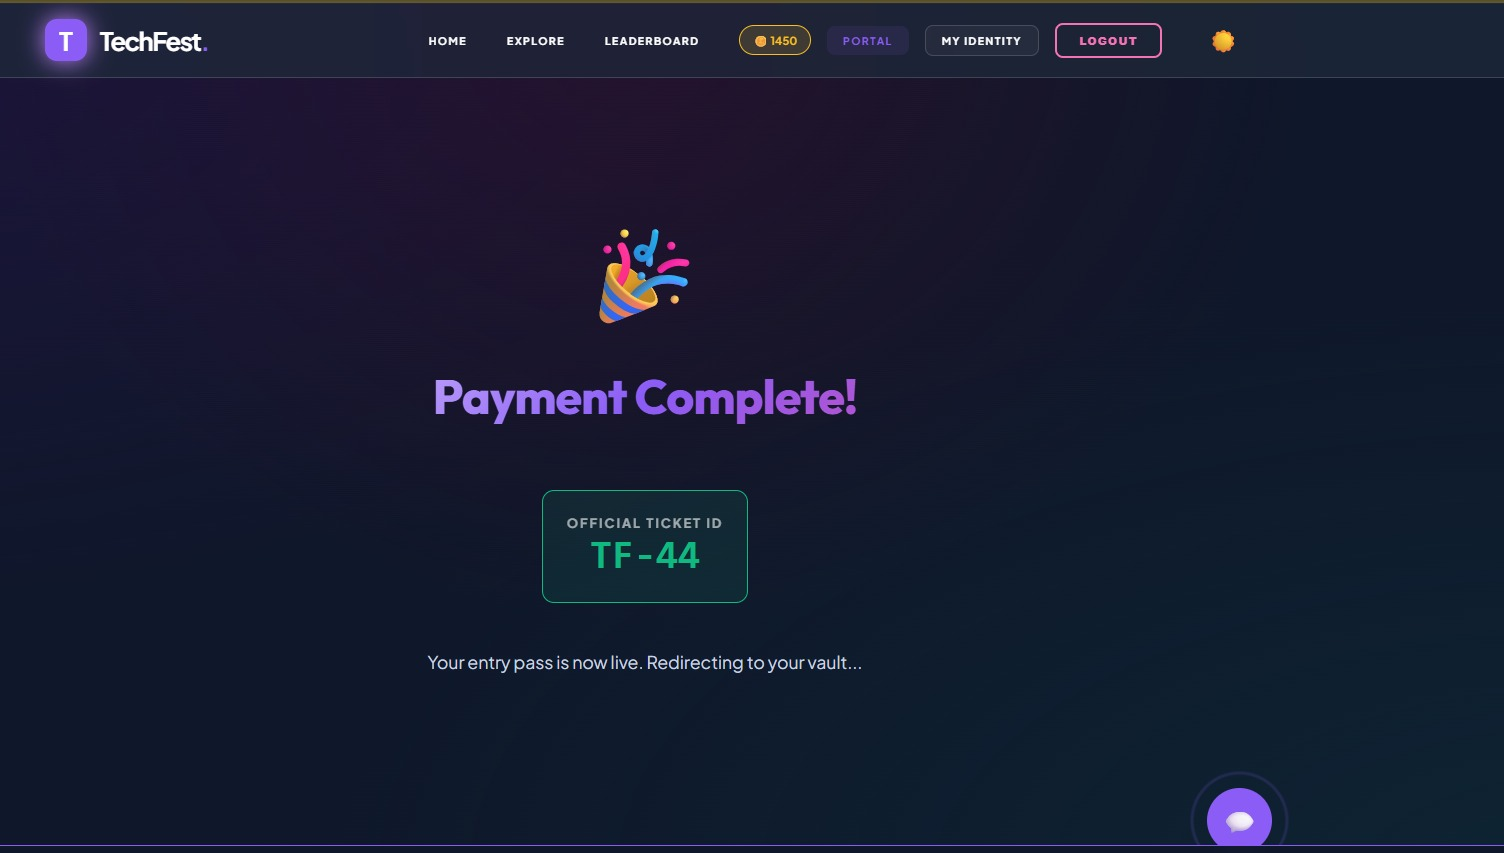 T TechFest.
HOME EXPLORE LEADERBOARD 1450 PORTAL MY IDENTITY LOGOUT
Payment Complete!
OFFICIAL TICKET ID
TF-44
Your entry pass is now live. Redirecting to your vault...